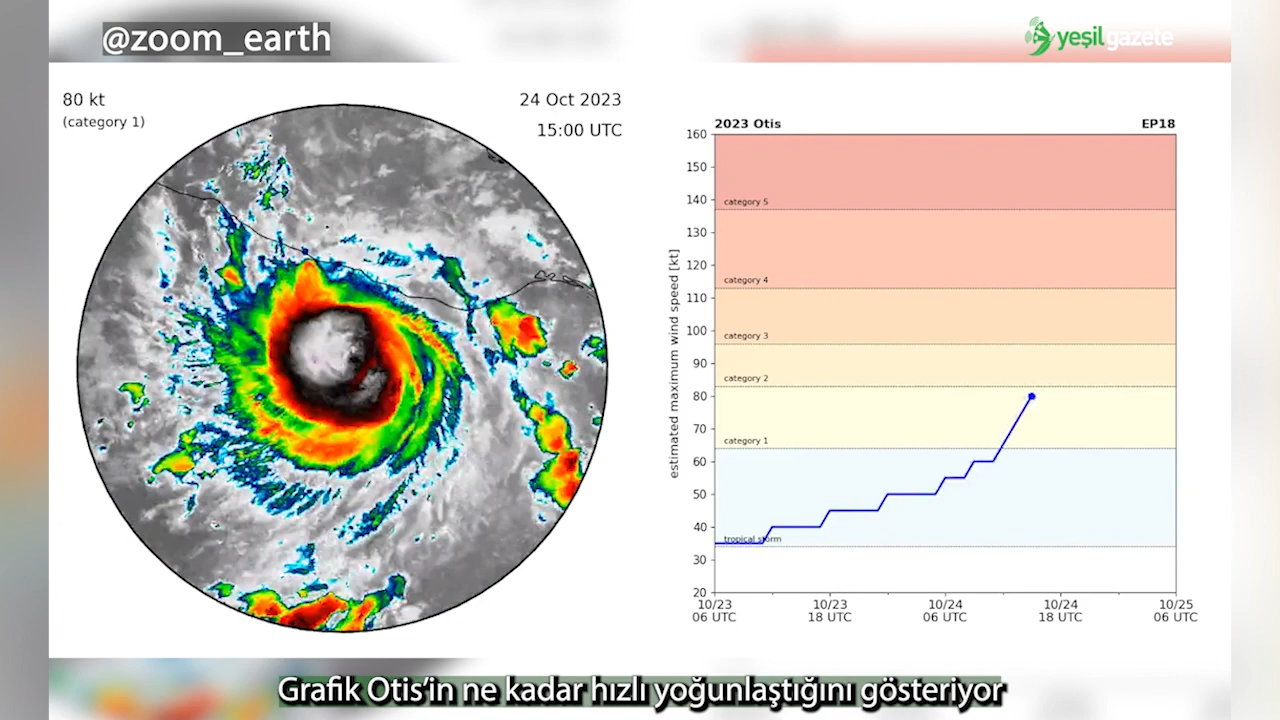 @zoom_earth
yeşil gazete
80 kt
(category 1)
24 Oct 2023
15:00 UTC
2023 Otis
EP18
estimated maximum wind speed [kt]
160
150
140
130
120
110
100
90
80
70
60
50
40
30
20
category 5
category 4
category 3
category 2
category 1
tropical storm
10/23
06 UTC
10/23
18 UTC
10/24
06 UTC
10/24
18 UTC
10/25
06 UTC
Grafik Otis’in ne kadar hızlı yoğunlaştığını gösteriyor